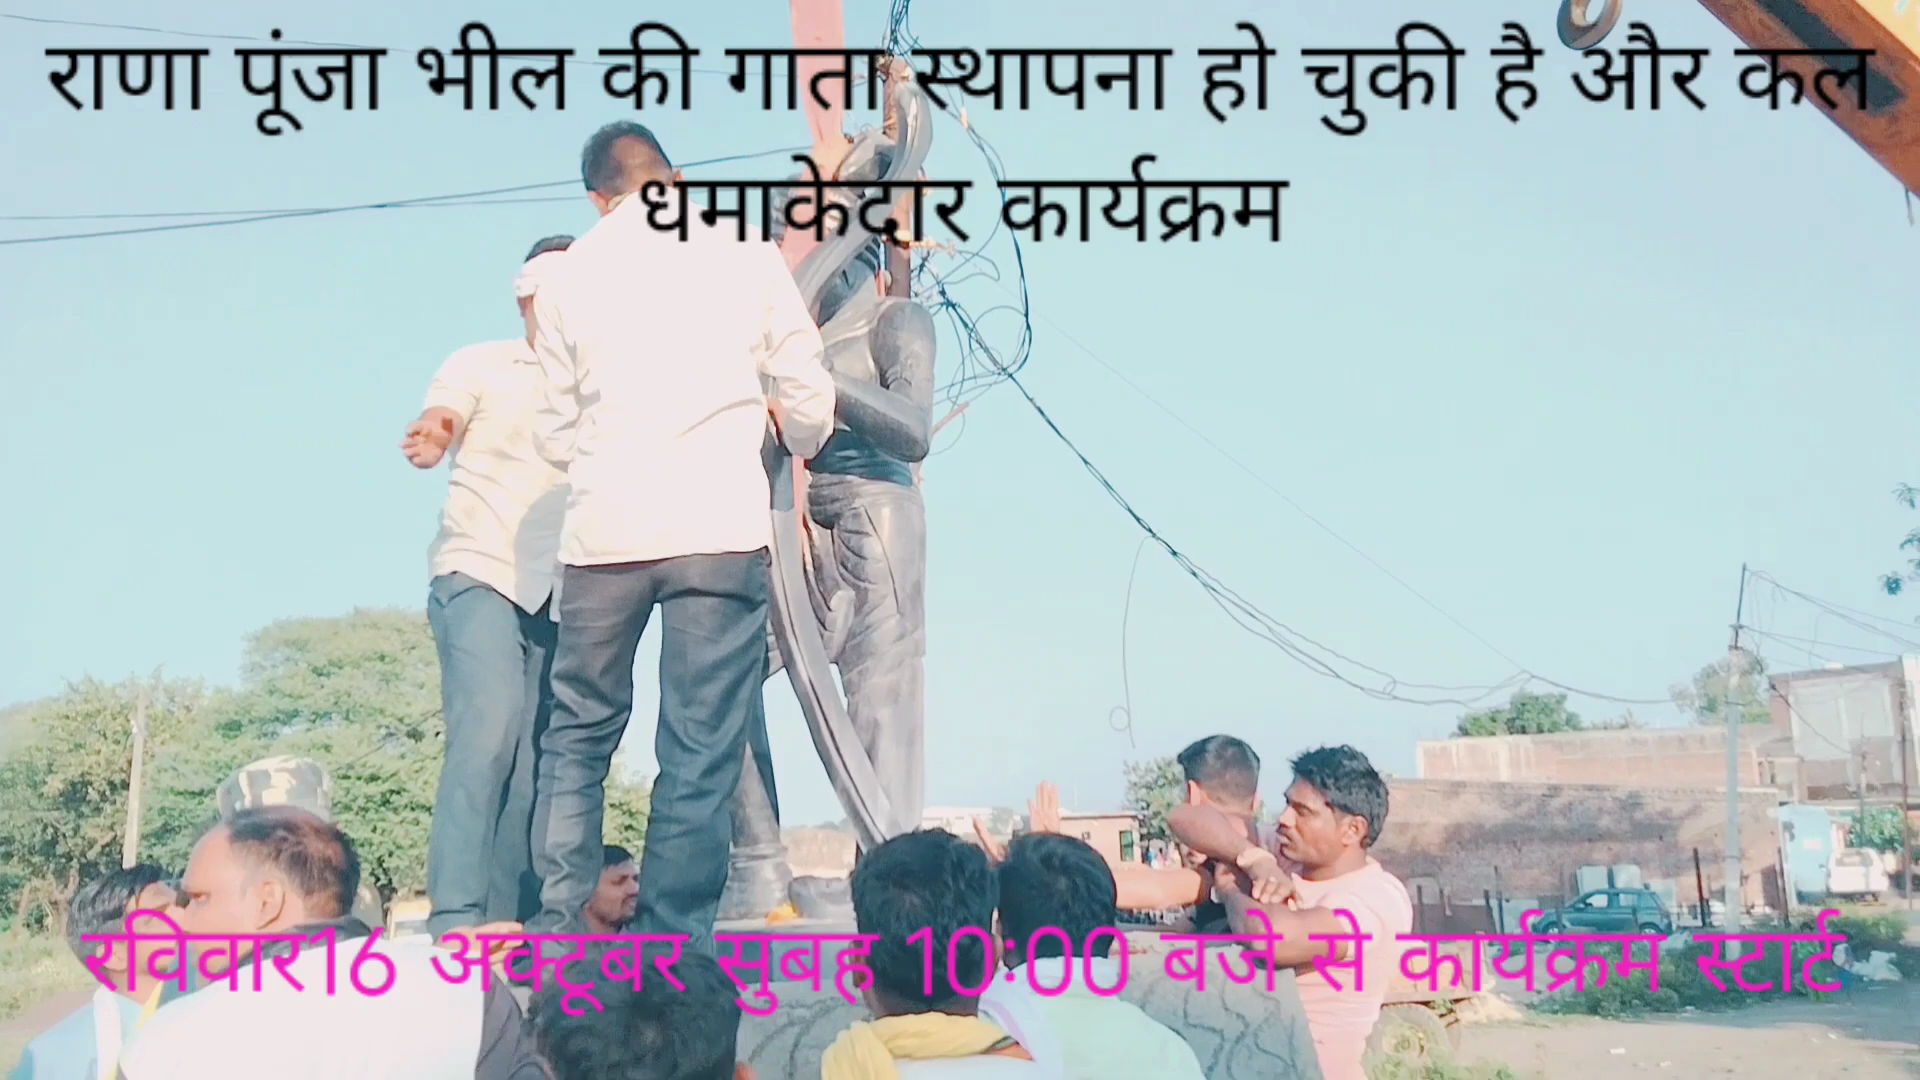 राणा पूंजा भील की गाता स्थापना हो चुकी है और कल
धमाकेदार कार्यक्रम
रविवार16 अक्टूबर सुबह 10:00 बजे से कार्यक्रम स्टार्ट